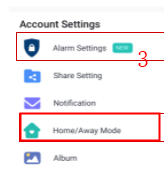 Account Settings
Alarm Settings NEW
3
Share Setting
Notification
Home/Away Mode
Album